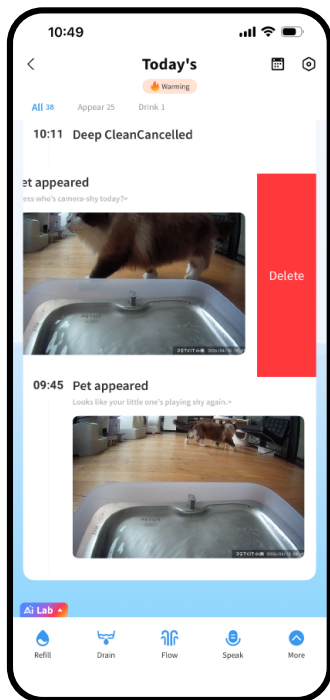 10:49
Today's
Warming
All 38
Appear 25
Drink 1
10:11 Deep CleanCancelled
et appeared
ess who's camera-shy today?>
Delete
09:45 Pet appeared
Looks like your little one's playing shy again.>
Ai Lab
Refill
Drain
Flow
Speak
More